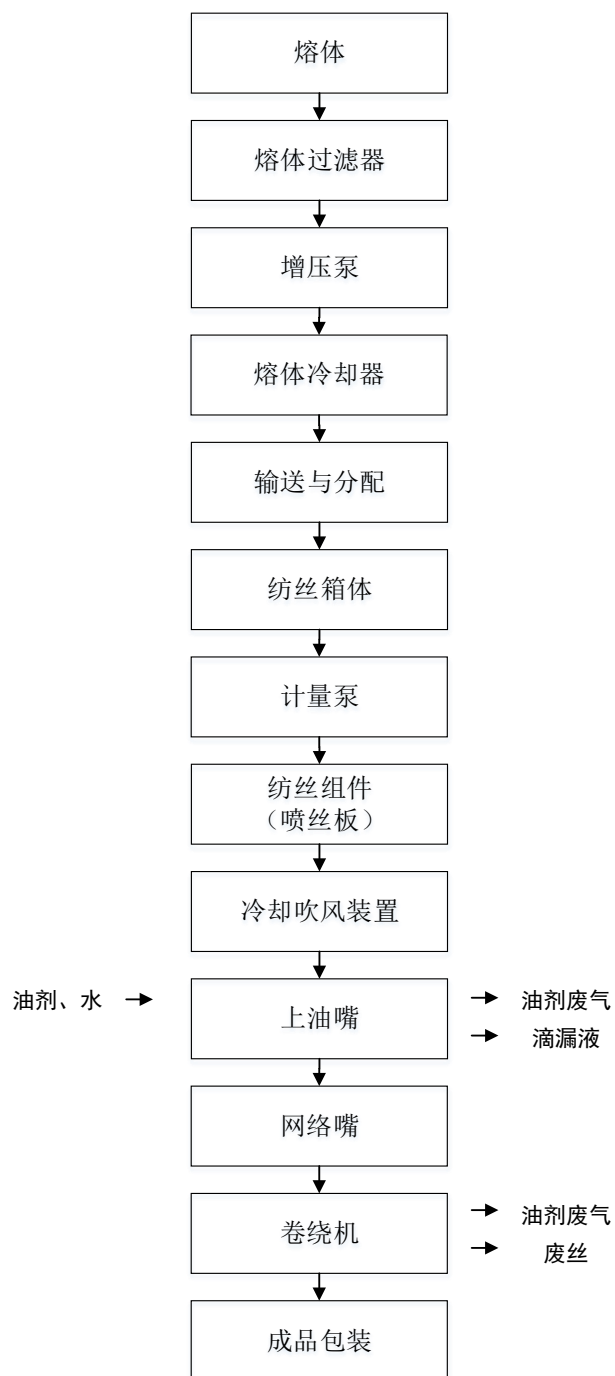 熔体
熔体过滤器
增压泵
熔体冷却器
输送与分配
纺丝箱体
计量泵
纺丝组件
（喷丝板）
冷却吹风装置
油剂、水
上油嘴
油剂废气
滴漏液
网络嘴
卷绕机
油剂废气
废丝
成品包装